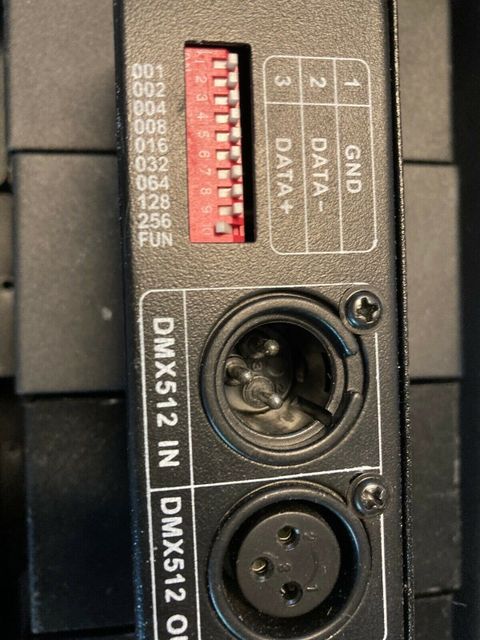 001
002
004
008
016
032
064
128
256
FUN
2 3 4 5 6 7 8 9 10
1 GND
2 DATA-
3 DATA+
DMX512 IN
DMX512 OU